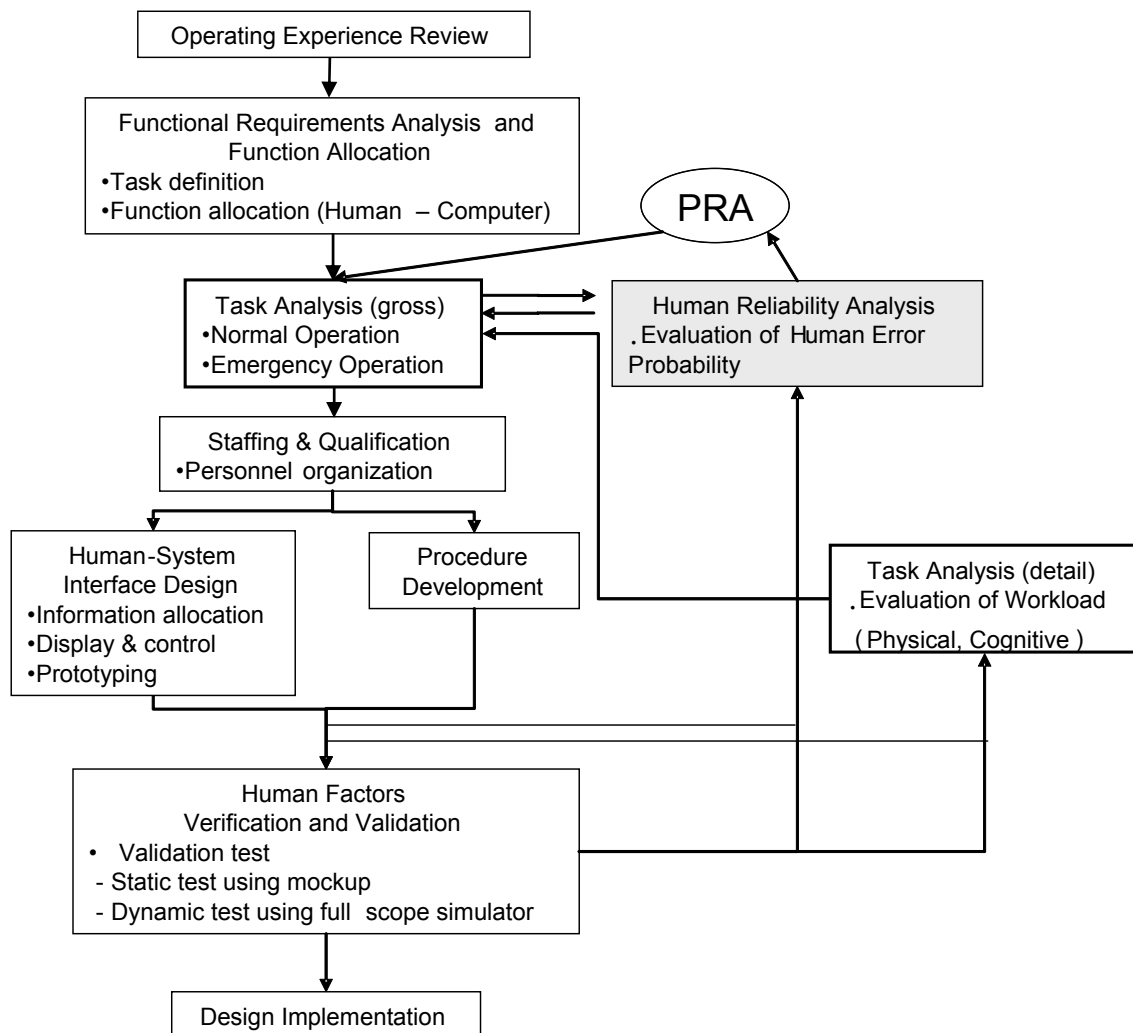 Operating Experience Review
Functional Requirements Analysis and
Function Allocation
•Task definition
•Function allocation (Human – Computer)
PRA
Task Analysis (gross)
•Normal Operation
•Emergency Operation
Human Reliability Analysis
.Evaluation of Human Error
Probability
Staffing & Qualification
•Personnel organization
Human-System
Interface Design
•Information allocation
•Display & control
•Prototyping
Procedure
Development
Task Analysis (detail)
.Evaluation of Workload
(Physical, Cognitive )
Human Factors
Verification and Validation
• Validation test
- Static test using mockup
- Dynamic test using full scope simulator
Design Implementation